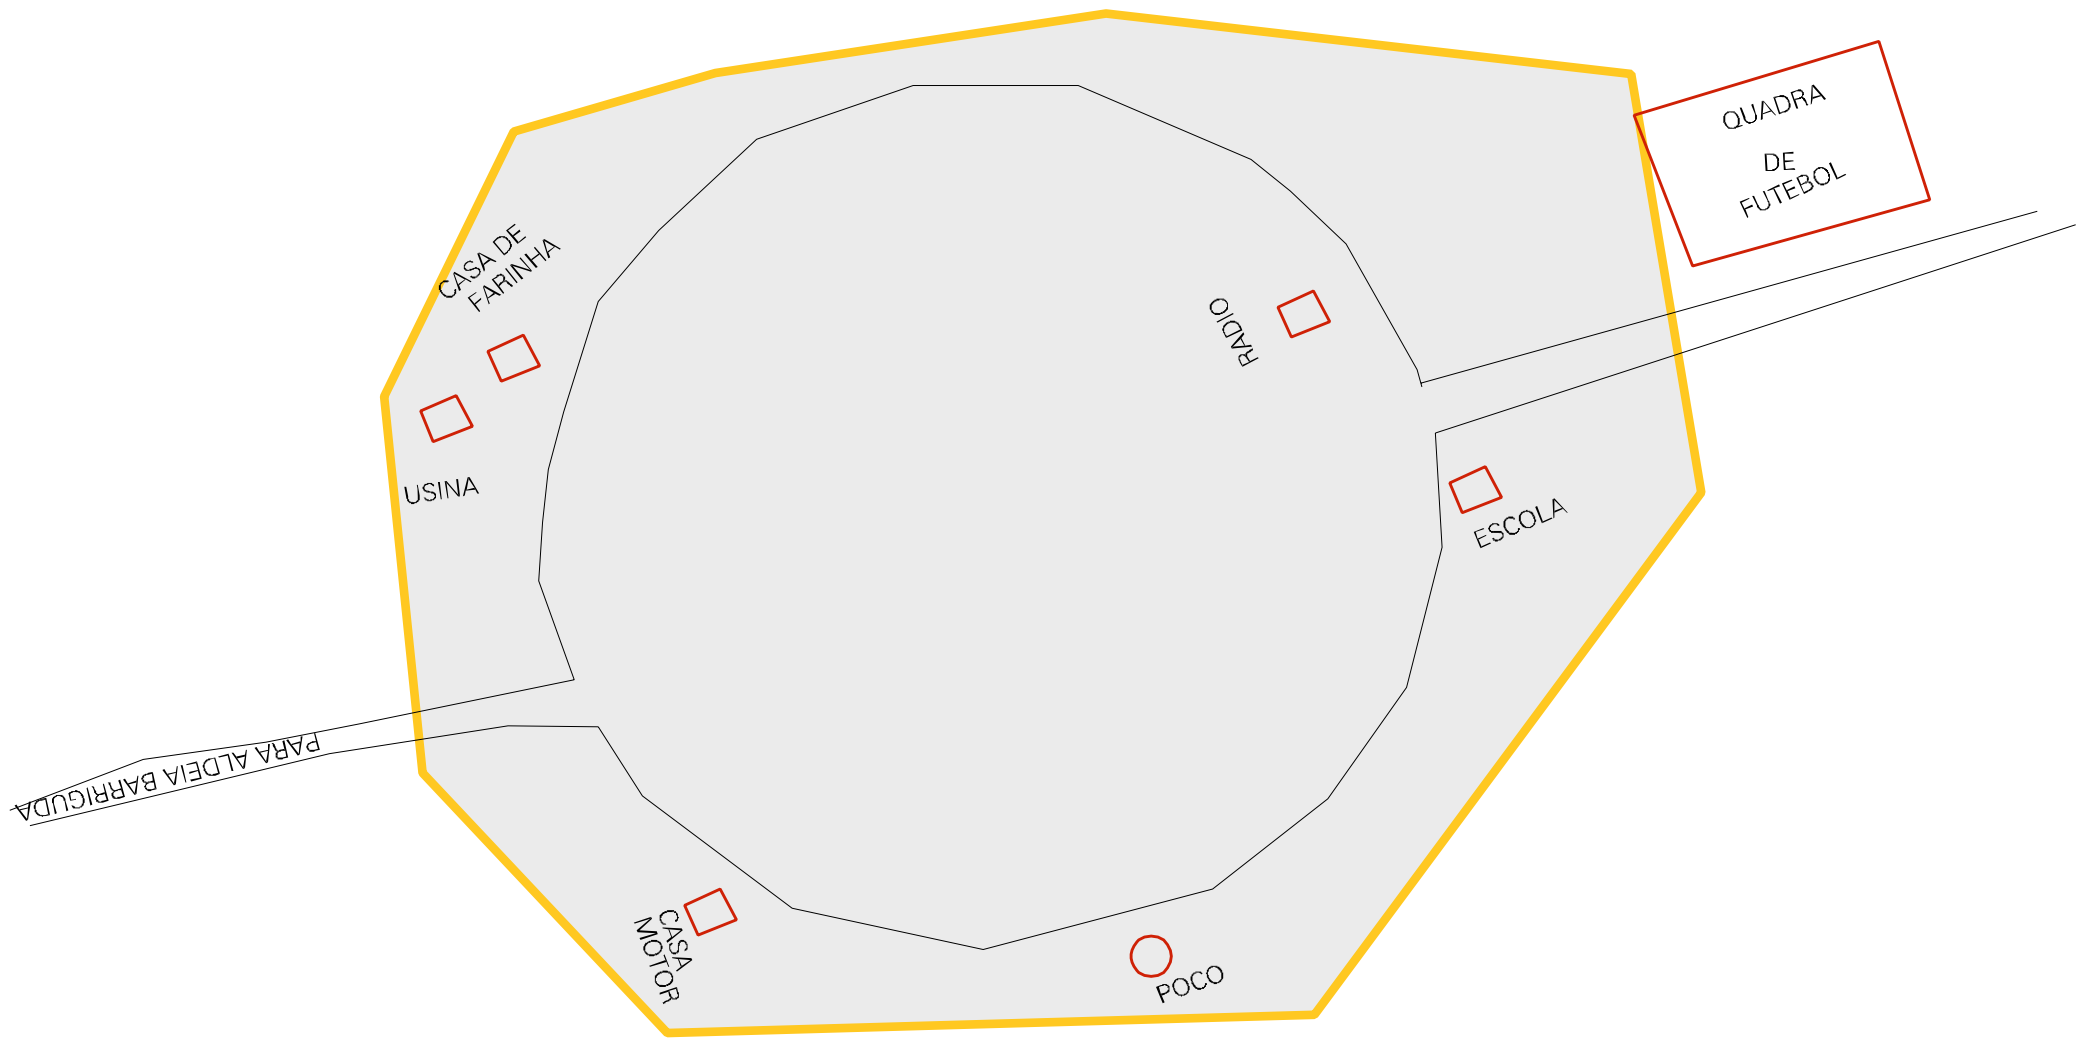 QUADRA
DE
FUTEBOL
CASA DE
FARINHA
RADIO
USINA
ESCOLA
PARA ALDEIA BARRIGUDA
CASA
MOTOR
POCO